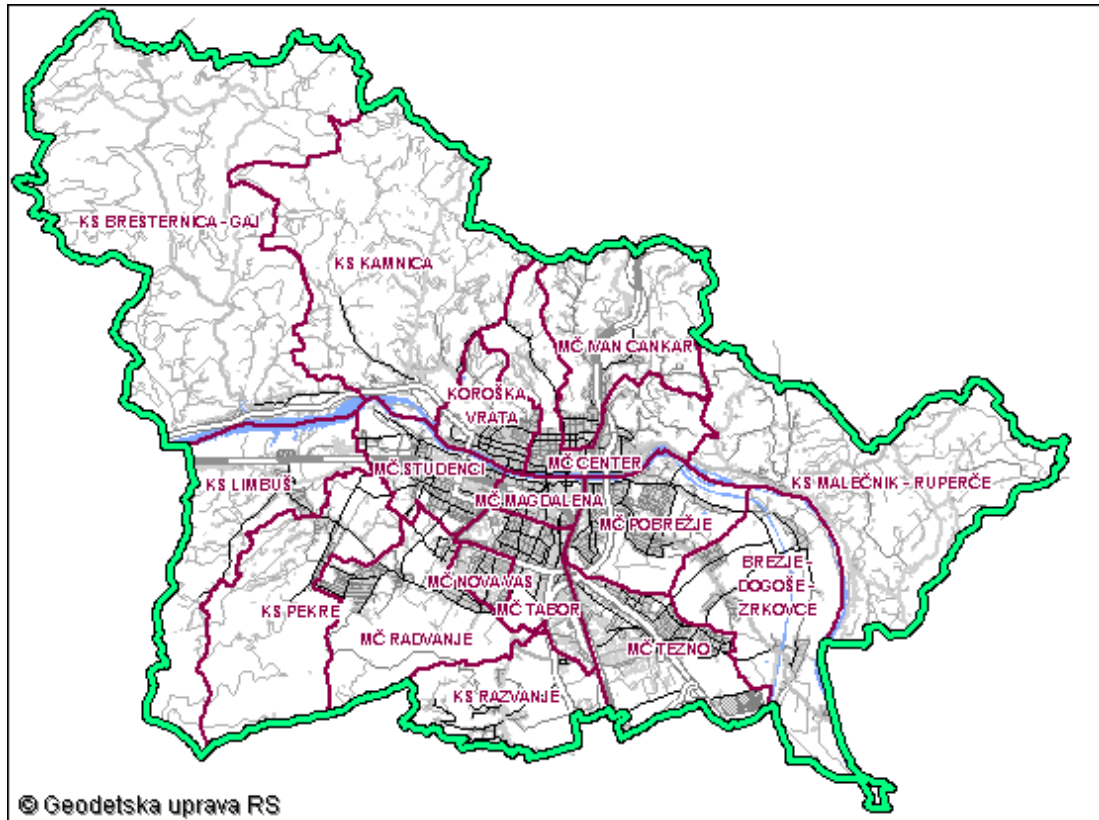 KS BRESTERNICA - GAJ
KS KAMNICA
MČ IVAN CANKAR
KOROŠKA
VRATA
MČ CENTER
MČ STUDENCI
KS LIMBUŠ
KS MALEČNIK - RUPERČE
MČ MAGDALENA
MČ POBREŽJE
BREZJE -
DOGOŠE -
ZRKOVCE
MČ NOVA VAS
KS PEKRE
MČ TABOR
MČ RADVANJE
MČ TEZNO
KS RAZVANJE
© Geodetska uprava RS